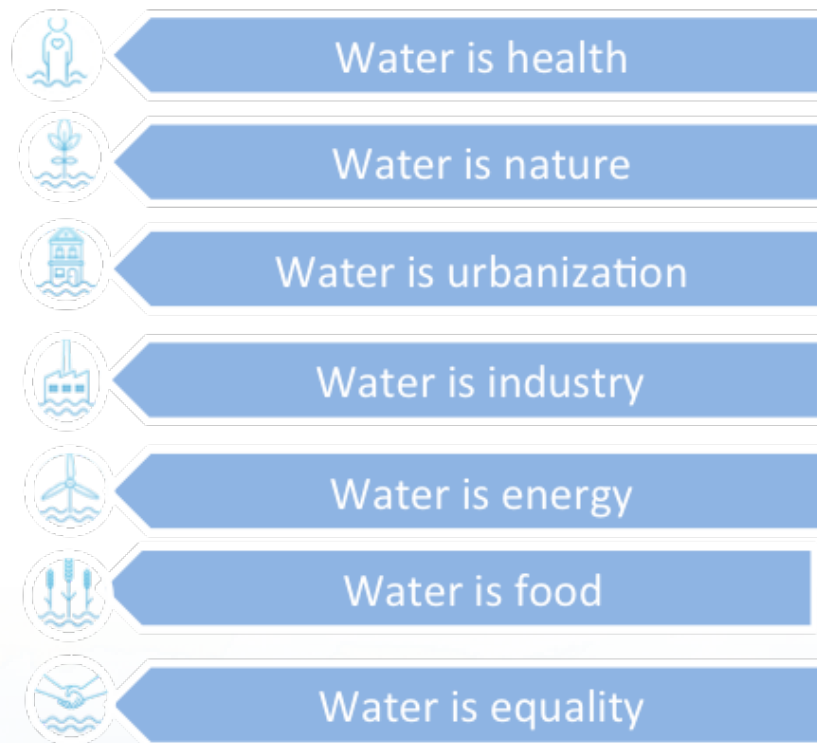 Water is health
Water is nature
Water is urbanization
Water is industry
Water is energy
Water is food
Water is equality